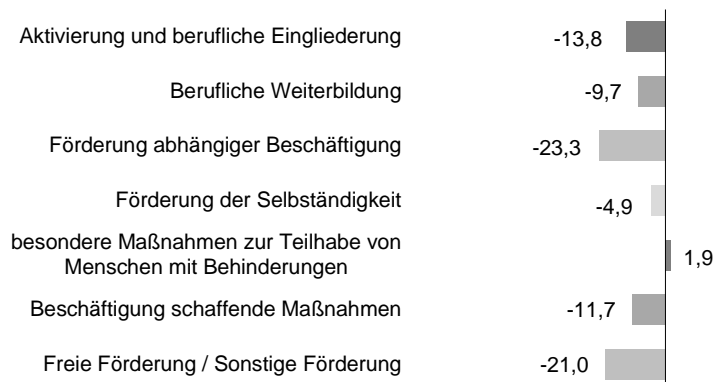 Aktivierung und berufliche Eingliederung -13,8
Berufliche Weiterbildung -9,7
Förderung abhängiger Beschäftigung -23,3
Förderung der Selbständigkeit -4,9
besondere Maßnahmen zur Teilhabe von
Menschen mit Behinderungen 1,9
Beschäftigung schaffende Maßnahmen -11,7
Freie Förderung / Sonstige Förderung -21,0